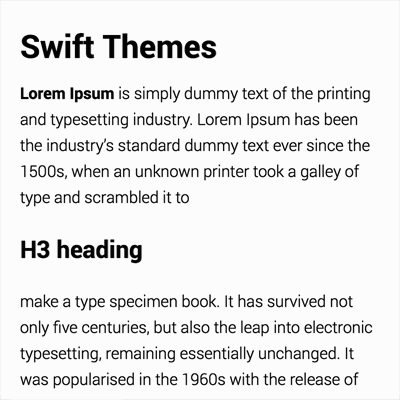 Swift Themes
Lorem Ipsum is simply dummy text of the printing
and typesetting industry. Lorem Ipsum has been
the industry’s standard dummy text ever since the
1500s, when an unknown printer took a galley of
type and scrambled it to
H3 heading
make a type specimen book. It has survived not
only five centuries, but also the leap into electronic
typesetting, remaining essentially unchanged. It
was popularised in the 1960s with the release of